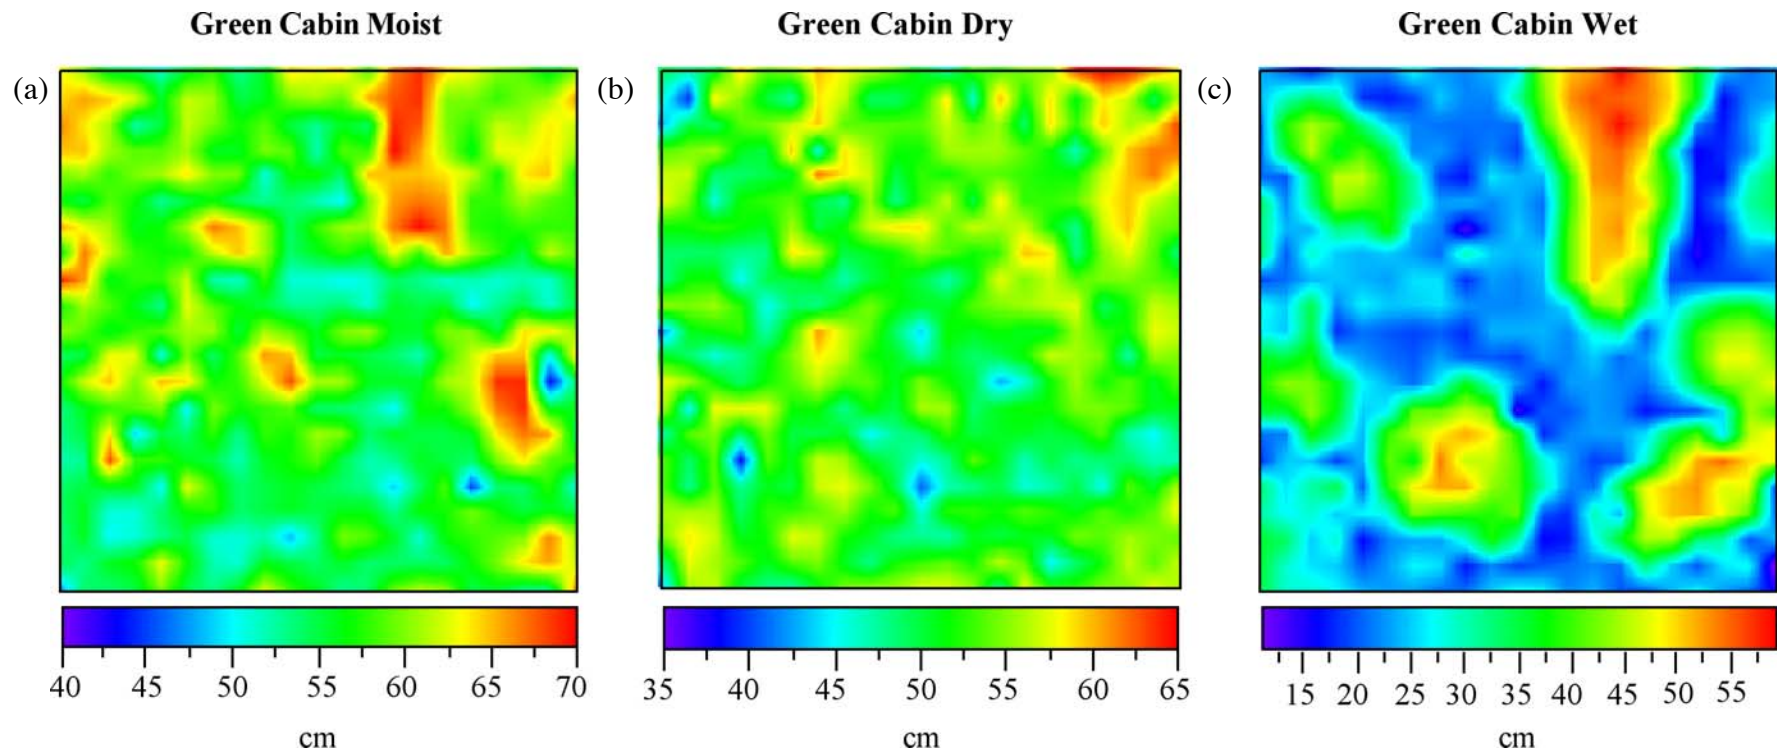 Green Cabin Moist
Green Cabin Dry
Green Cabin Wet
(a)
(b)
(c)
40 45 50 55 60 65 70
35 40 45 50 55 60 65
15 20 25 30 35 40 45 50 55
cm
cm
cm